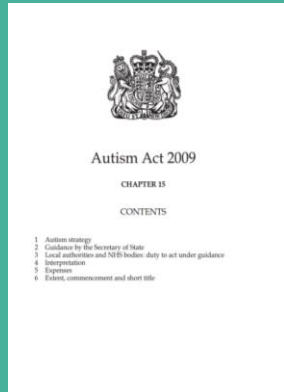 Autism Act 2009
CHAPTER 15
CONTENTS
1 Autism strategy
2 Guidance by the Secretary of State
3 Local authorities and NHS bodies: duty to act under guidance
4 Interpretation
5 Expenses
6 Extent, commencement and short title